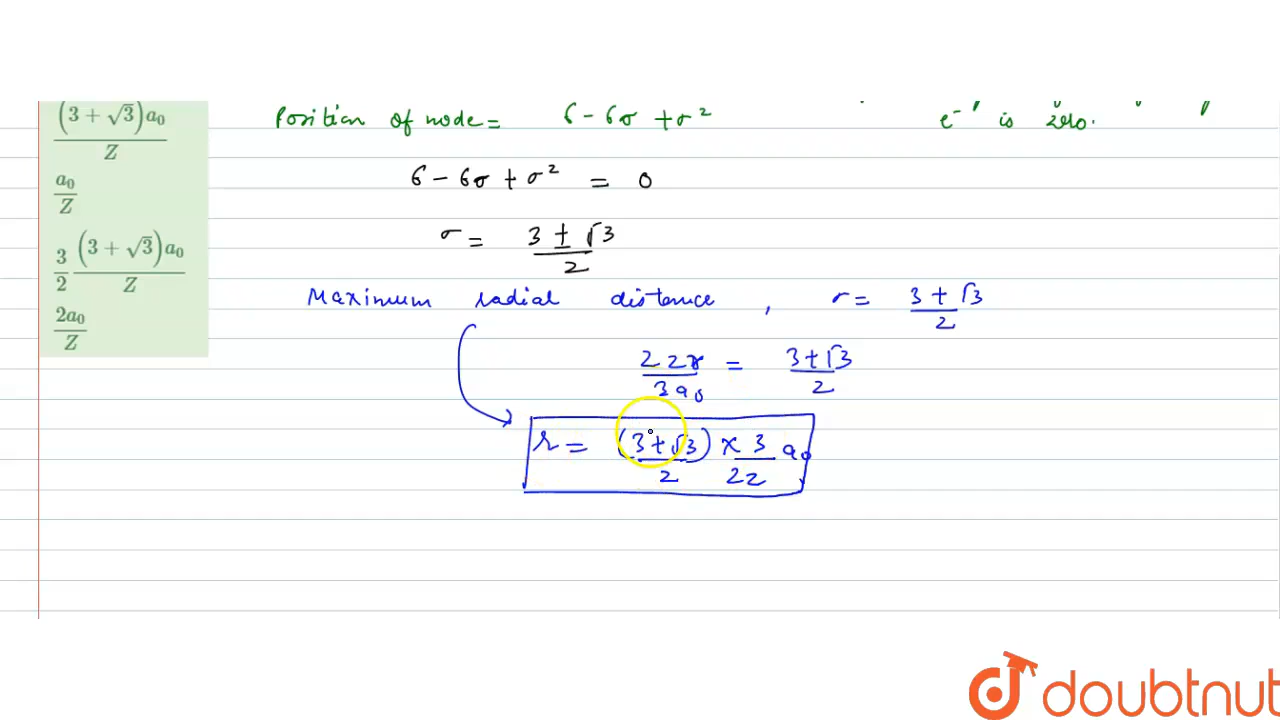 (3 + √3)a₀ / Z
a₀ / Z
3/2 (3 + √3)a₀ / Z
2a₀ / Z
Position of node = 6 - 6σ + σ²
e⁻ is zero.
6 - 6σ + σ² = 0
σ = 3 ± √3 / 2
Maximum radial distance , r = 3 + √3 / 2
2Zr / 3a₀ = 3 + √3 / 2
r = (3 + √3) / 2 × 3 / 2Z a₀
doubtnut